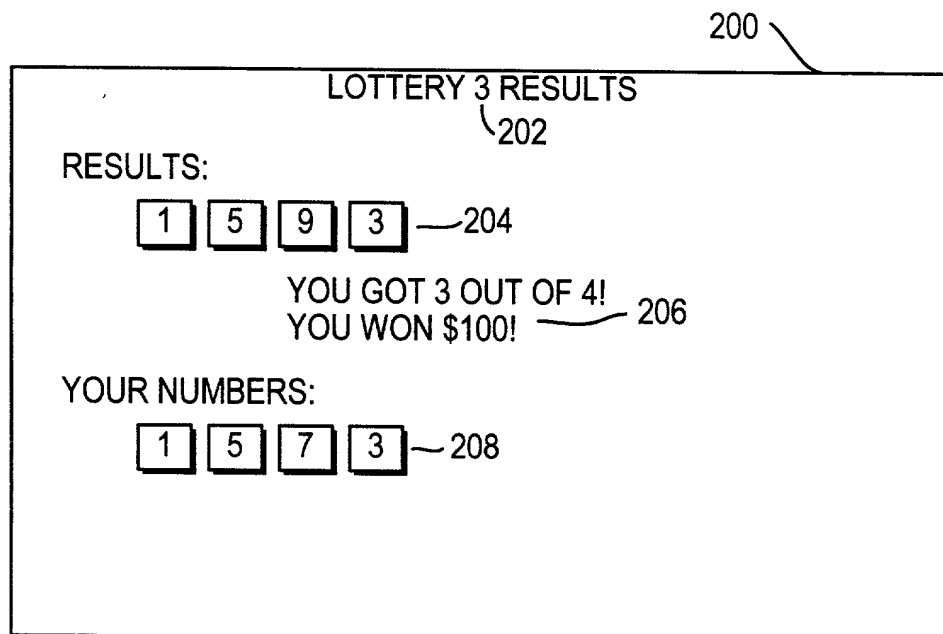 200
LOTTERY 3 RESULTS
202
RESULTS:
1 5 9 3 204
YOU GOT 3 OUT OF 4!
YOU WON $100! 206
YOUR NUMBERS:
1 5 7 3 208